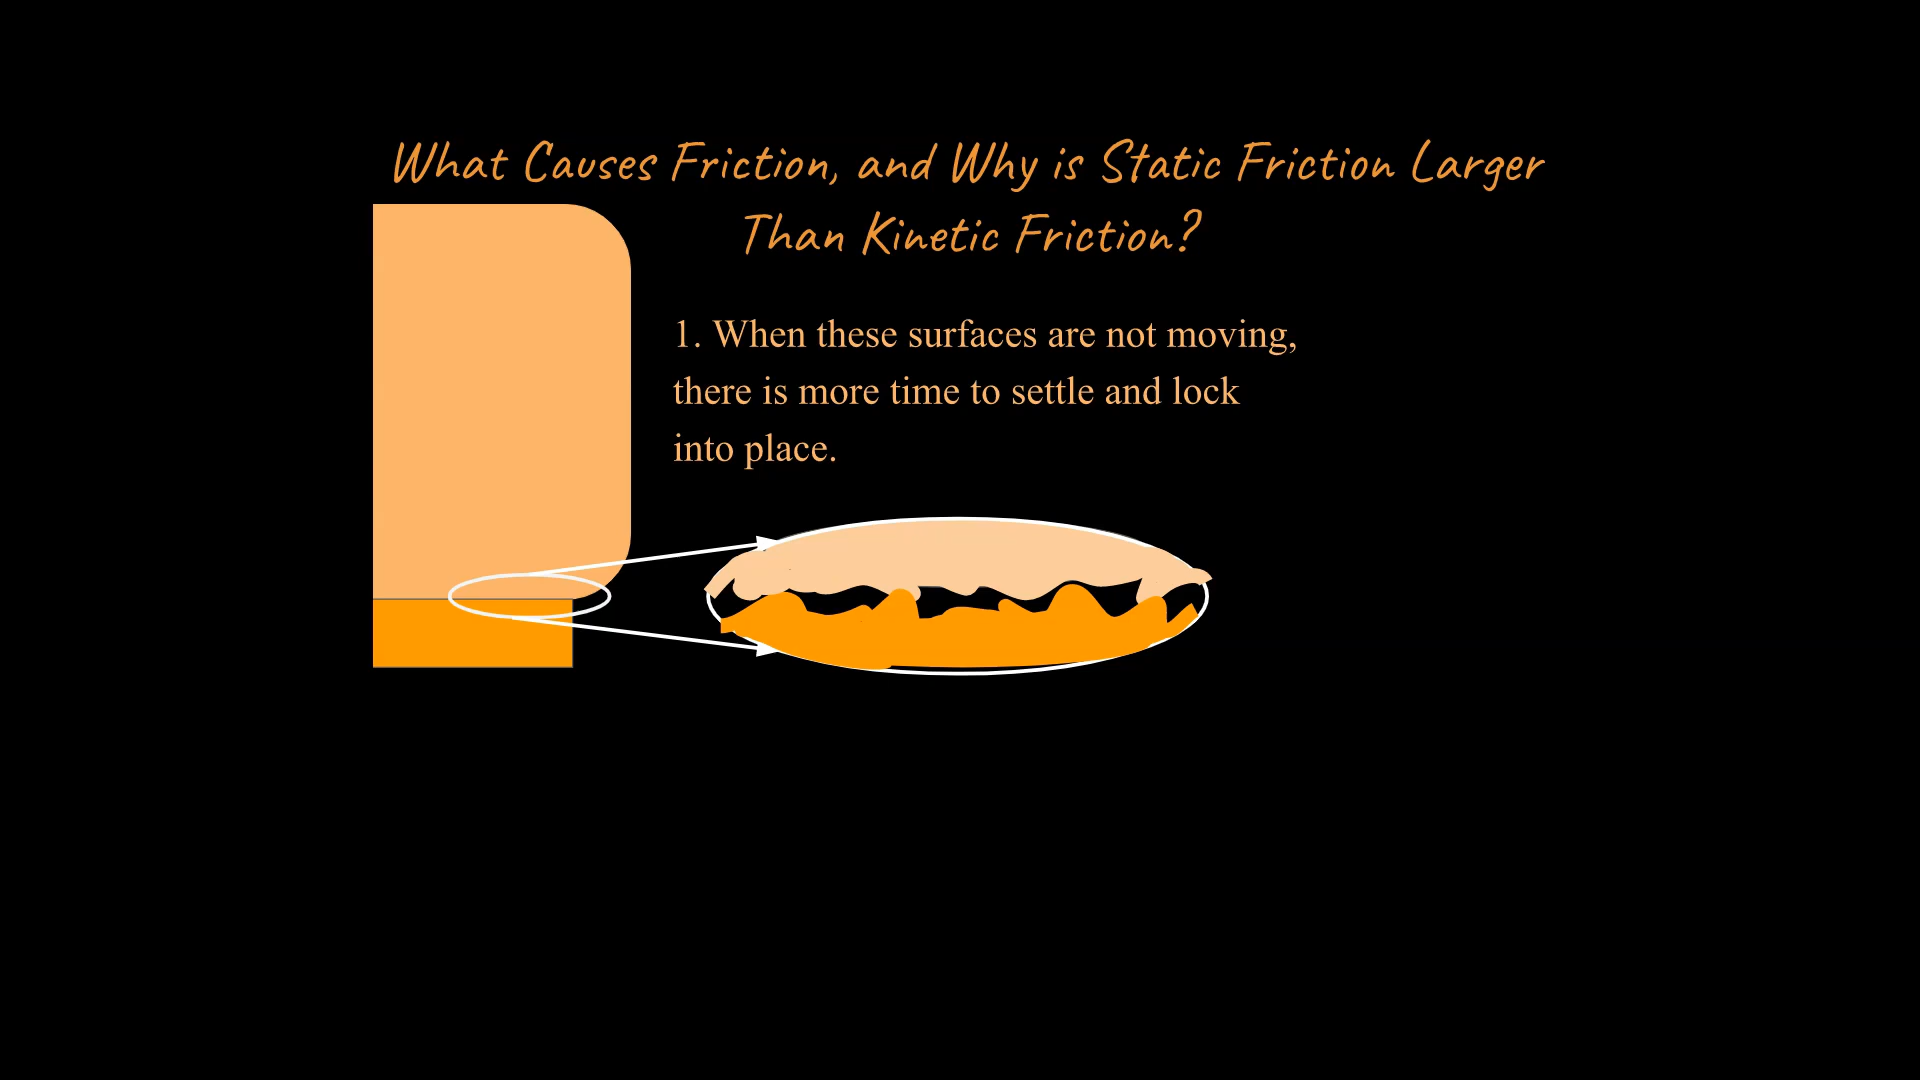 What Causes Friction, and Why is Static Friction Larger
Than Kinetic Friction?
1. When these surfaces are not moving,
there is more time to settle and lock
into place.